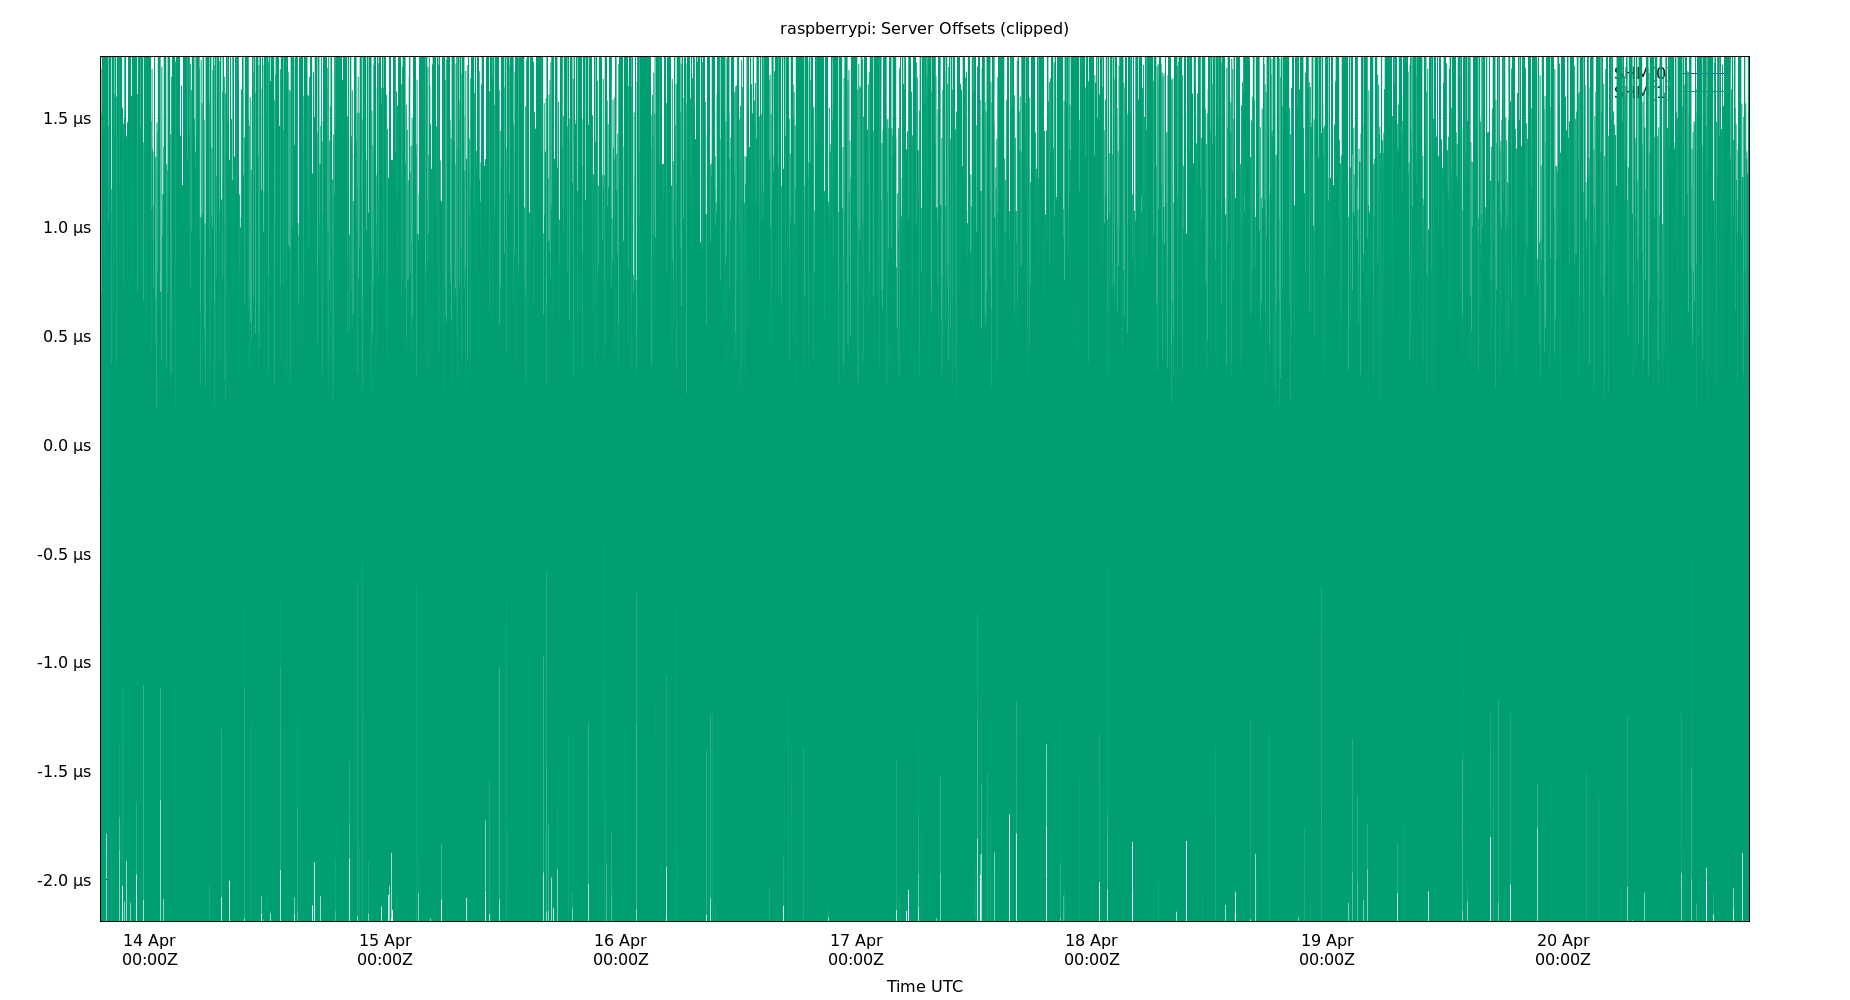 raspberrypi: Server Offsets (clipped)
1.5 µs
1.0 µs
0.5 µs
0.0 µs
-0.5 µs
-1.0 µs
-1.5 µs
-2.0 µs
14 Apr 15 Apr 16 Apr 17 Apr 18 Apr 19 Apr 20 Apr
00:00Z 00:00Z 00:00Z 00:00Z 00:00Z 00:00Z 00:00Z
Time UTC